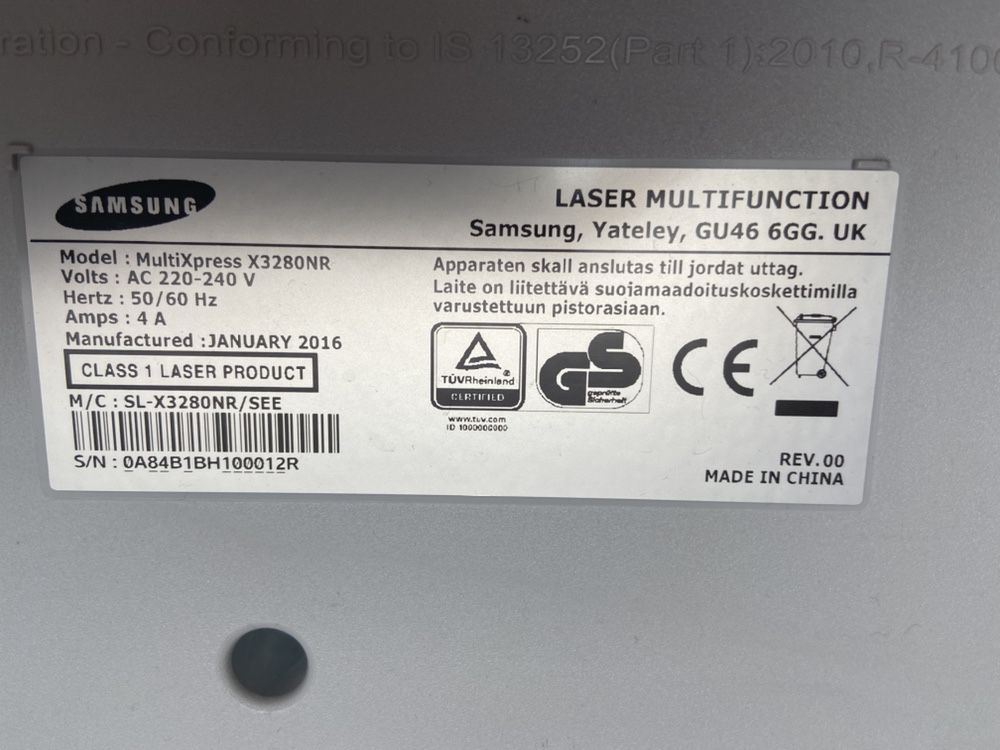 ration - Conforming to IS 13252(Part 1):2010,R-4100
SAMSUNG
LASER MULTIFUNCTION
Samsung, Yateley, GU46 6GG. UK
Model : MultiXpress X3280NR
Volts : AC 220-240 V
Hertz : 50/60 Hz
Amps : 4 A
Manufactured :JANUARY 2016
CLASS 1 LASER PRODUCT
M/C : SL-X3280NR/SEE
S/N : 0A84B1BH100012R
Apparaten skall anslutas till jordat uttag.
Laite on liitettävä suojamaadoituskoskettimilla
varustettuun pistorasiaan.
TÜVRheinland
CERTIFIED
www.tuv.com
ID 1000000000
GS
geprüfte
Sicherheit
CE
REV.00
MADE IN CHINA